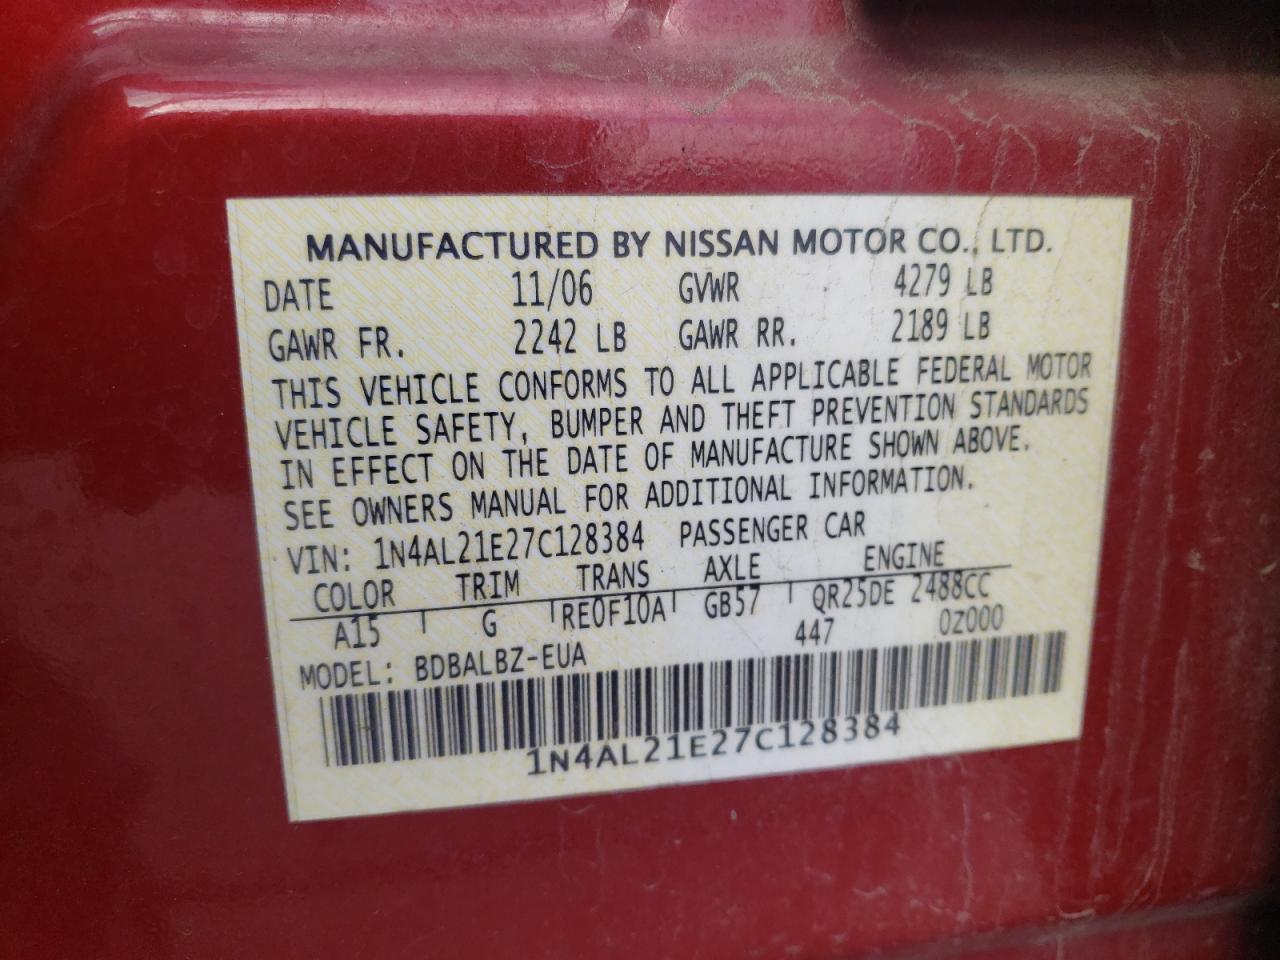 MANUFACTURED BY NISSAN MOTOR CO., LTD.
DATE 11/06 GVWR 4279 LB
GAWR FR. 2242 LB GAWR RR. 2189 LB
THIS VEHICLE CONFORMS TO ALL APPLICABLE FEDERAL MOTOR
VEHICLE SAFETY, BUMPER AND THEFT PREVENTION STANDARDS
IN EFFECT ON THE DATE OF MANUFACTURE SHOWN ABOVE.
SEE OWNERS MANUAL FOR ADDITIONAL INFORMATION.
VIN: 1N4AL21E27C128384 PASSENGER CAR
COLOR TRIM TRANS AXLE ENGINE
A15 G RE0F10A GB57 QR25DE 2488CC
MODEL: BDBALBZ-EUA 447 0Z000
1N4AL21E27C128384